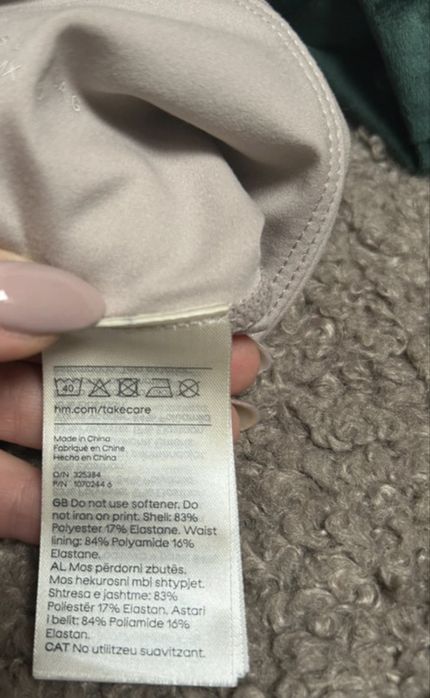 40
hm.com/takecare
Made in China
Fabriqué en Chine
Hecho en China
O/N 325384
P/N 1070244 6
GB Do not use softener. Do
not iron on print. Shell: 83%
Polyester 17% Elastane. Waist
lining: 84% Polyamide 16%
Elastane.
AL Mos përdorni zbutës.
Mos hekurosni mbi shtypjet.
Shtresa e jashtme: 83%
Poliestër 17% Elastan. Astari
i belit: 84% Poliamide 16%
Elastan.
CAT No utilitzeu suavitzant.